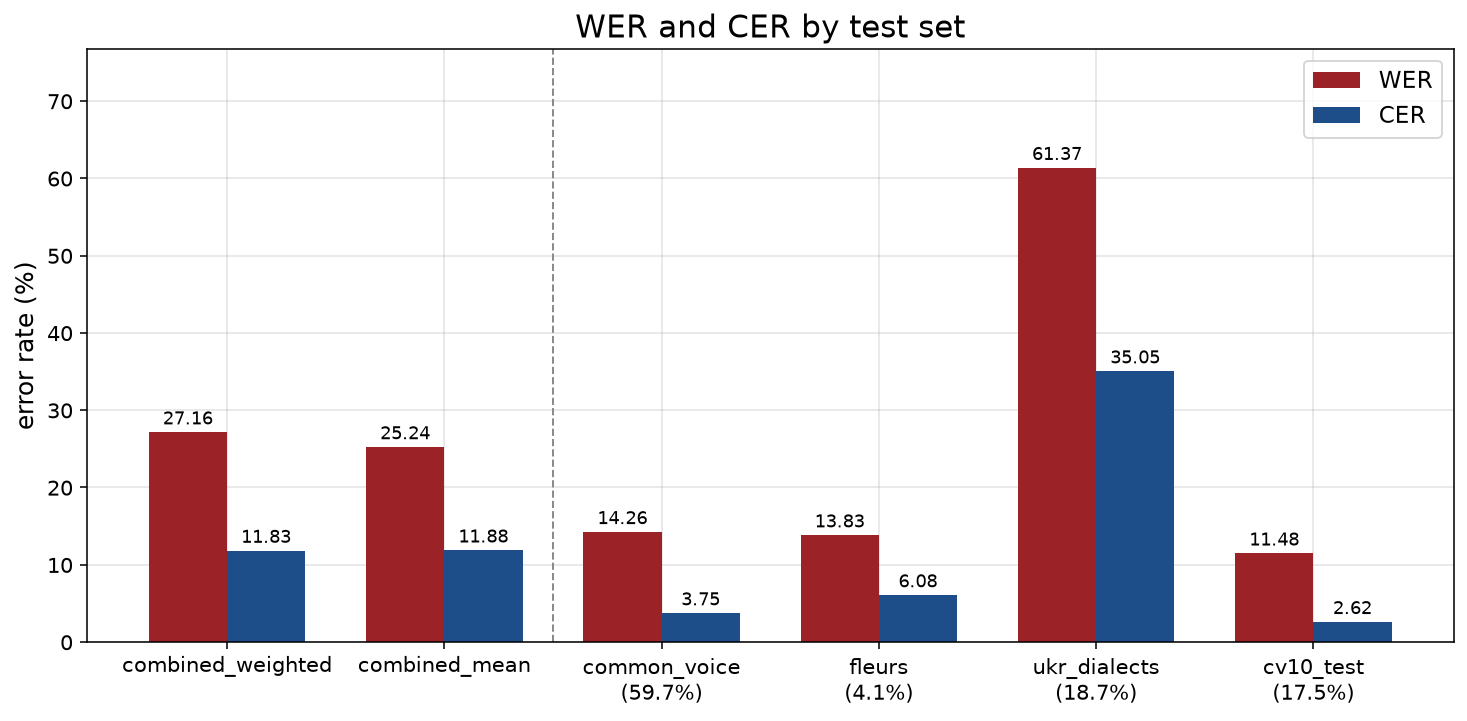 WER and CER by test set
WER
CER
error rate (%)
70
60
50
40
30
20
10
0
27.16
11.83
25.24
11.88
14.26
3.75
13.83
6.08
61.37
35.05
11.48
2.62
combined_weighted
combined_mean
common_voice
(59.7%)
fleurs
(4.1%)
ukr_dialects
(18.7%)
cv10_test
(17.5%)